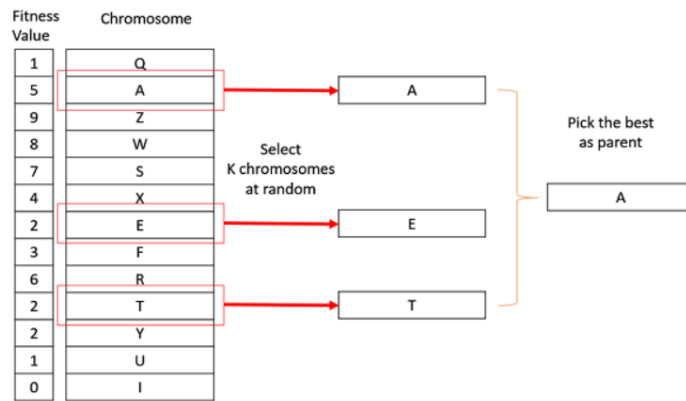 Fitness
Value
Chromosome
1 Q
5 A
9 Z
8 W
7 S
4 X
2 E
3 F
6 R
2 T
2 Y
1 U
0 I
Select
K chromosomes
at random
A
E
T
Pick the best
as parent
A